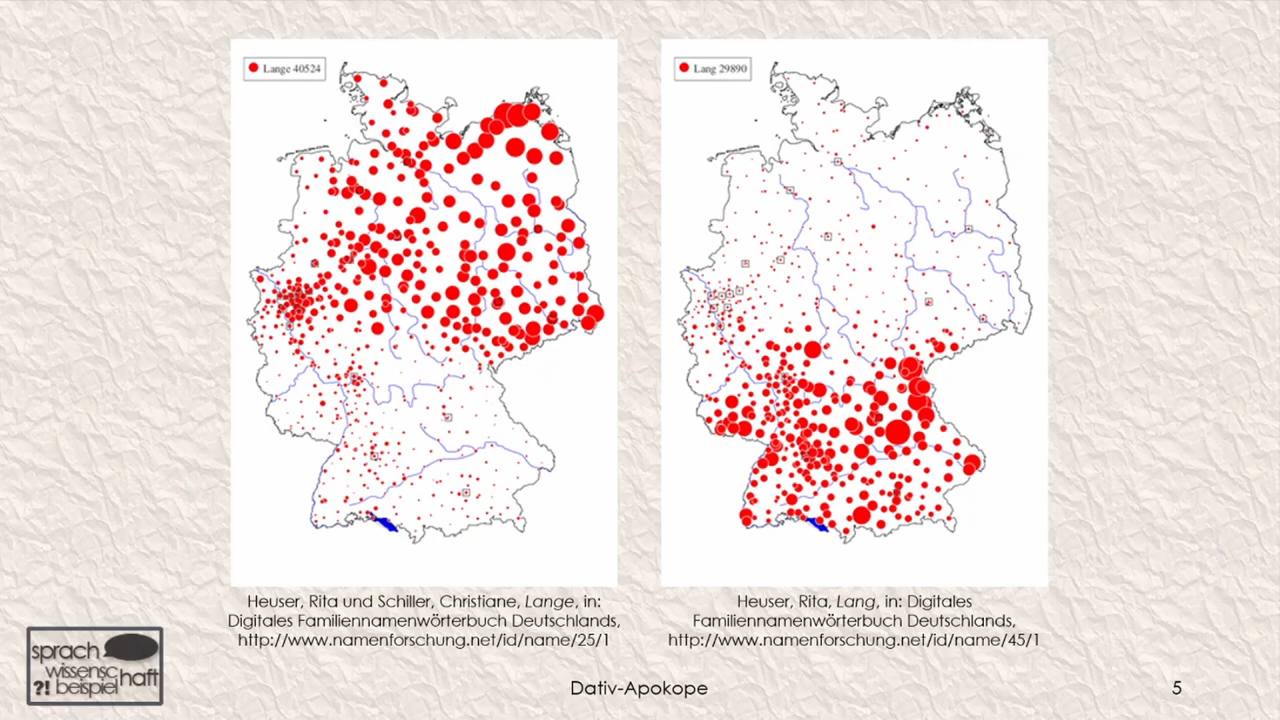 Lange 40524
Lang 29890
Heuser, Rita und Schiller, Christiane, Lange, in:
Digitales Familiennamenwörterbuch Deutschlands,
http://www.namenforschung.net/id/name/25/1
Heuser, Rita, Lang, in: Digitales
Familiennamenwörterbuch Deutschlands,
http://www.namenforschung.net/id/name/45/1
sprach
wissensc
haft
?! beispiel
Dativ-Apokope
5